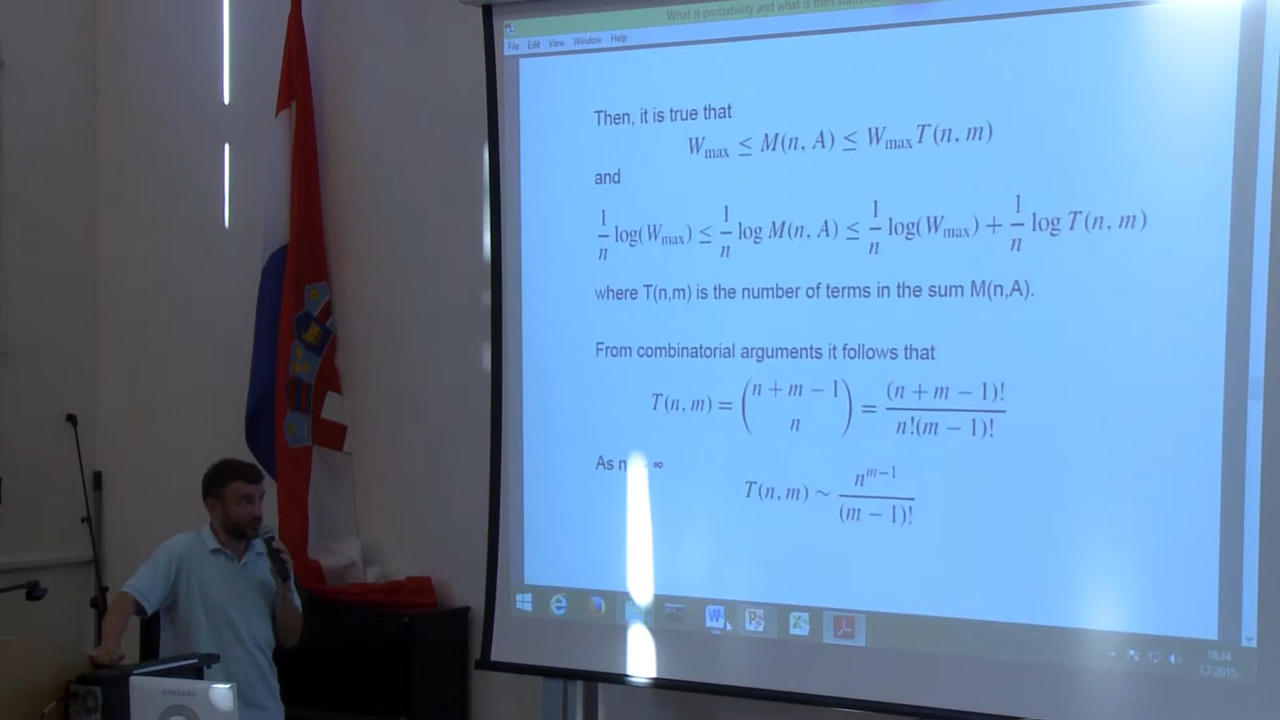 What is probability and what is then statistical
File Edit View Window Help
Then, it is true that
W_max ≤ M(n, A) ≤ W_max T(n, m)
and
1/n log(W_max) ≤ 1/n log M(n, A) ≤ 1/n log(W_max) + 1/n log T(n, m)
where T(n,m) is the number of terms in the sum M(n,A).
From combinatorial arguments it follows that
T(n, m) = (n + m − 1 n) = (n + m − 1)! / n!(m − 1)!
As n ∞
T(n, m) ~ n^{m−1} / (m − 1)!
18:34
7.7.2015
SAMSUNG